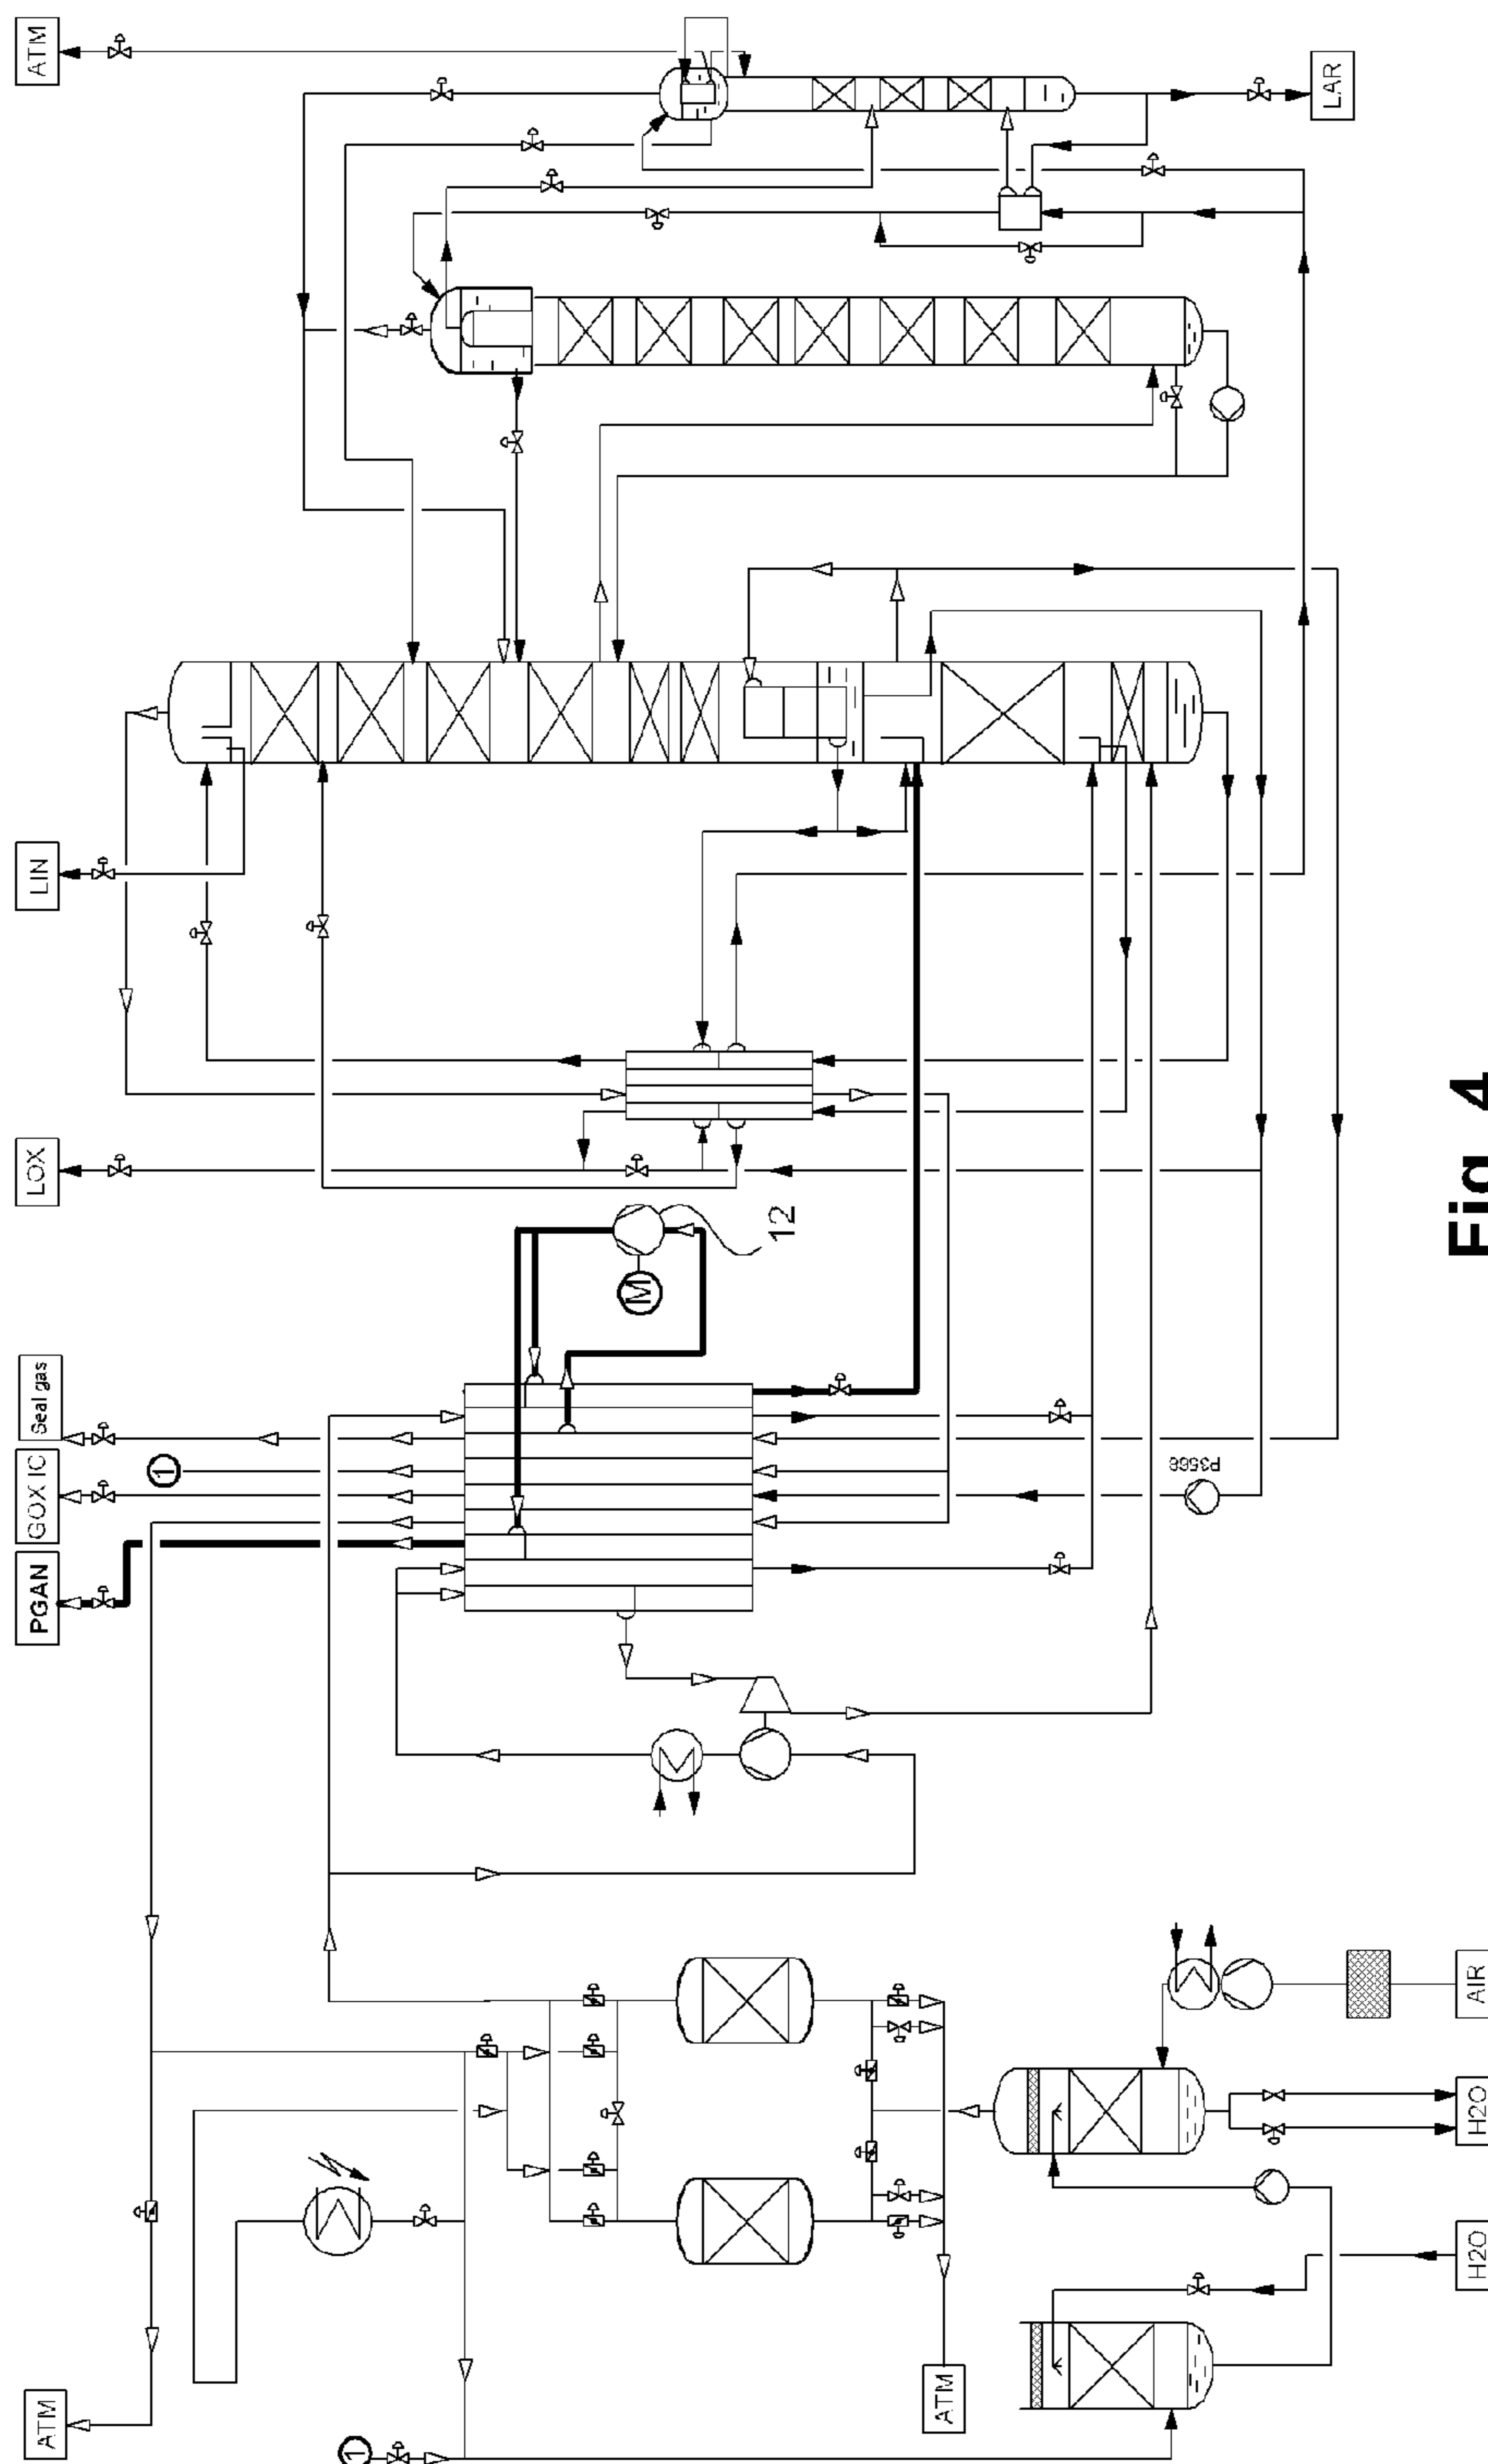 ATM
LAR
LIN
LOX
12
M
Seal gas
GOX IC
PGAN
1
P3568
AIR
H2O
H2O
ATM
ATM
1
Fig. 4